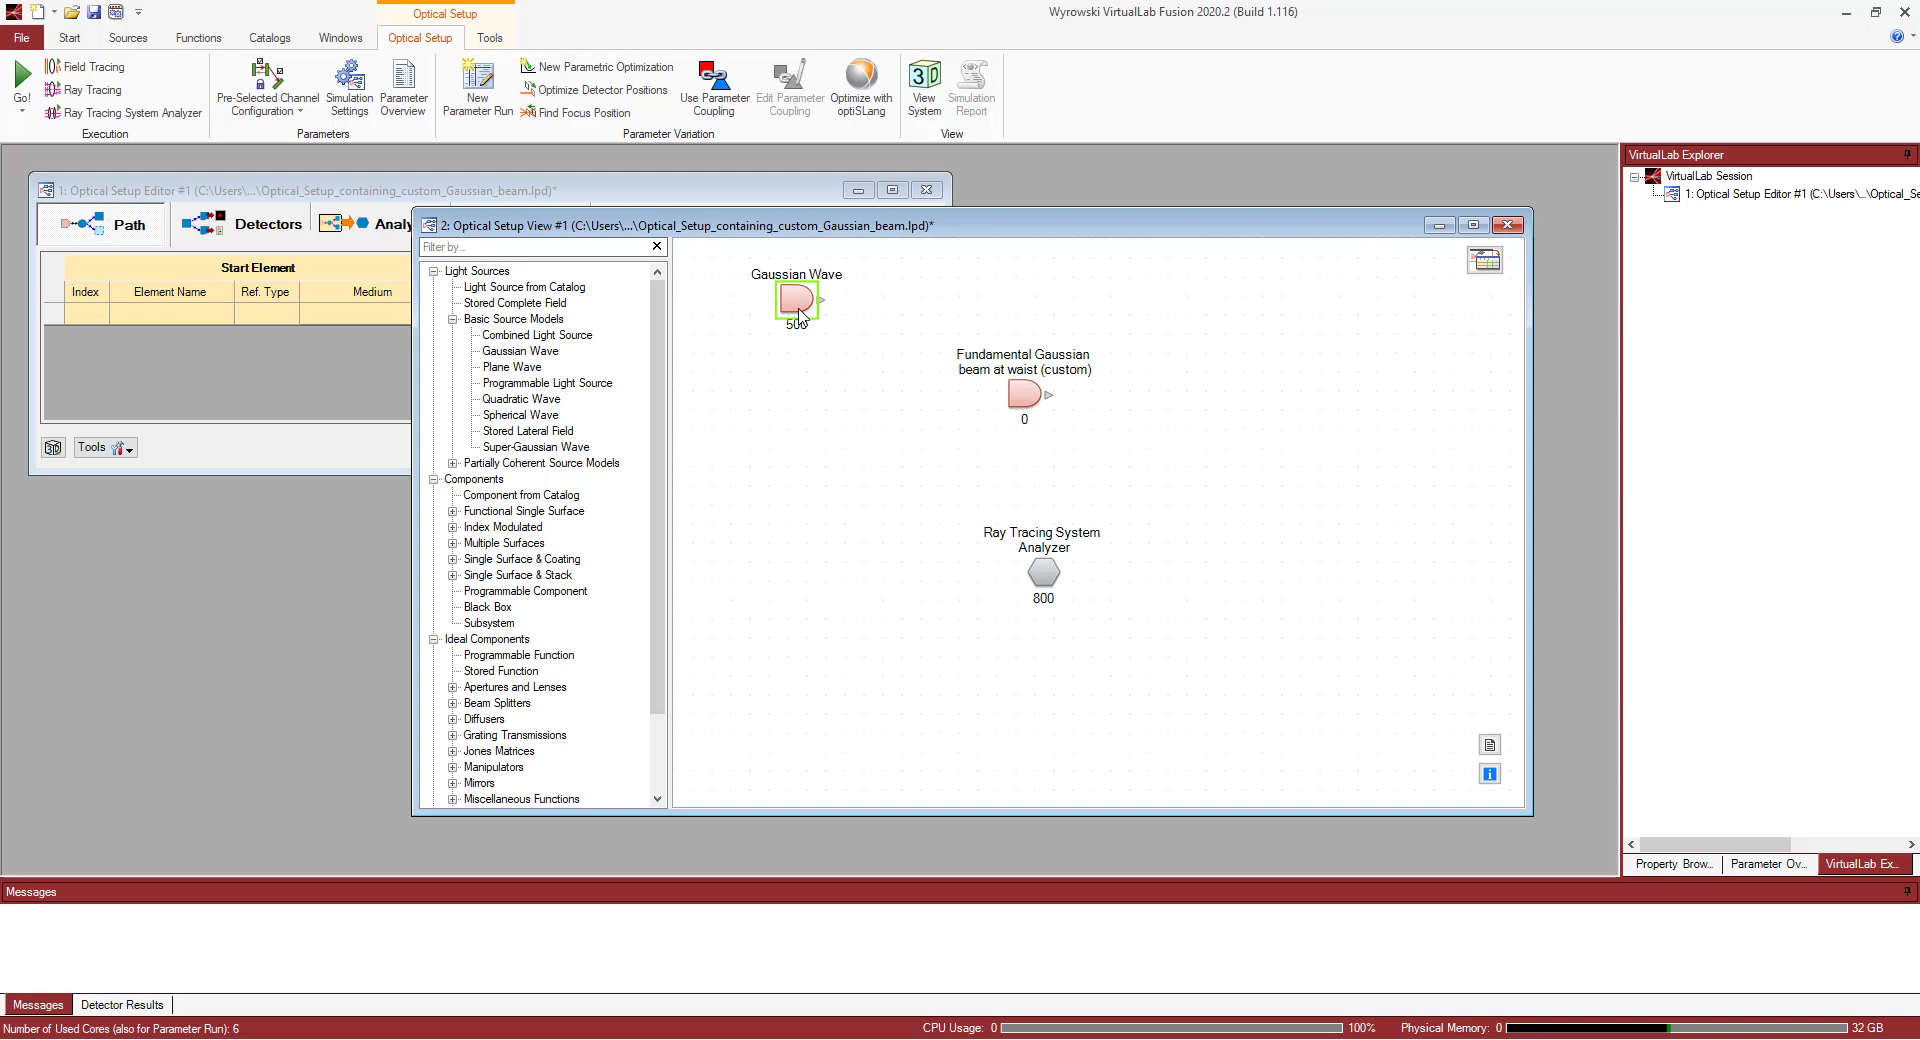 Optical Setup
Wyrowski VirtualLab Fusion 2020.2 (Build 1.116)
File
Start
Sources
Functions
Catalogs
Windows
Optical Setup
Tools
Go!
Field Tracing
Ray Tracing
Ray Tracing System Analyzer
Execution
Pre-Selected Channel
Configuration
Simulation
Settings
Parameter
Overview
Parameters
New
Parameter Run
New Parametric Optimization
Optimize Detector Positions
Find Focus Position
Use Parameter
Coupling
Edit Parameter
Coupling
Optimize with
optiSLang
Parameter Variation
3D
View
System
Simulation
Report
View
1: Optical Setup Editor #1 (C:\Users\...\Optical_Setup_containing_custom_Gaussian_beam.lpd)*
Path
Detectors
Analy
Start Element
Index
Element Name
Ref. Type
Medium
3D
Tools
2: Optical Setup View #1 (C:\Users\...\Optical_Setup_containing_custom_Gaussian_beam.lpd)*
Filter by...
Light Sources
Light Source from Catalog
Stored Complete Field
Basic Source Models
Combined Light Source
Gaussian Wave
Plane Wave
Programmable Light Source
Quadratic Wave
Spherical Wave
Stored Lateral Field
Super-Gaussian Wave
Partially Coherent Source Models
Components
Component from Catalog
Functional Single Surface
Index Modulated
Multiple Surfaces
Single Surface & Coating
Single Surface & Stack
Programmable Component
Black Box
Subsystem
Ideal Components
Programmable Function
Stored Function
Apertures and Lenses
Beam Splitters
Diffusers
Grating Transmissions
Jones Matrices
Manipulators
Mirrors
Miscellaneous Functions
Gaussian Wave
500
Fundamental Gaussian
beam at waist (custom)
0
Ray Tracing System
Analyzer
800
VirtualLab Explorer
VirtualLab Session
1: Optical Setup Editor #1 (C:\Users\...\Optical_Se
Property Brow...
Parameter Ov...
VirtualLab Ex...
Messages
Messages
Detector Results
Number of Used Cores (also for Parameter Run): 6
CPU Usage: 0
100%
Physical Memory: 0
32 GB